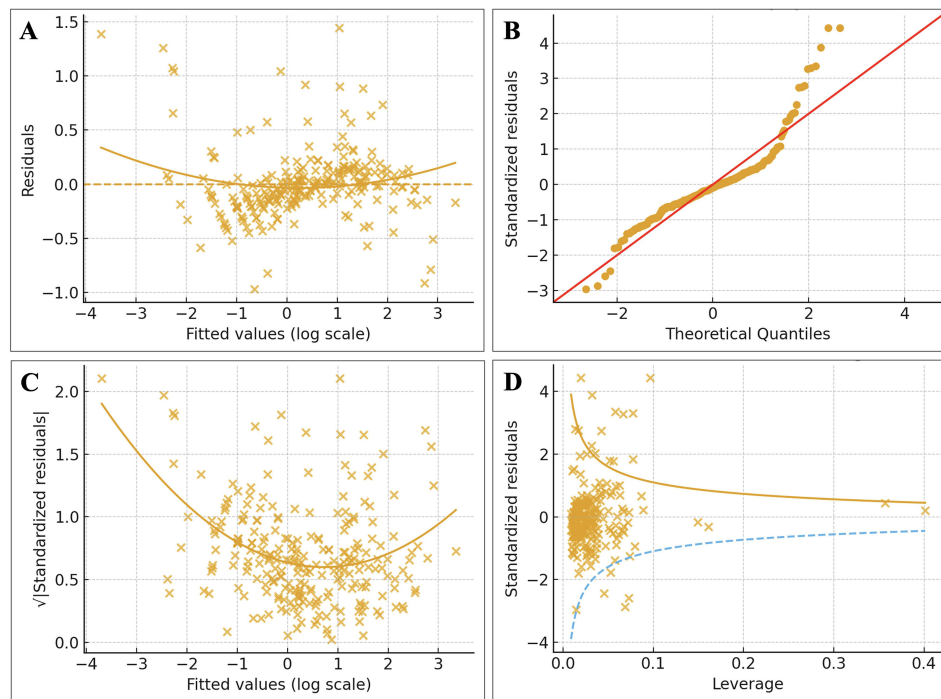 A
1.5
1.0
0.5
0.0
−0.5
−1.0
Residuals
−4 −3 −2 −1 0 1 2 3
Fitted values (log scale)
B
4
3
2
1
0
−1
−2
−3
Standardized residuals
−2 0 2 4
Theoretical Quantiles
C
2.0
1.5
1.0
0.5
0.0
√|Standardized residuals|
−4 −3 −2 −1 0 1 2 3
Fitted values (log scale)
D
4
2
0
−2
−4
Standardized residuals
0.0 0.1 0.2 0.3 0.4
Leverage